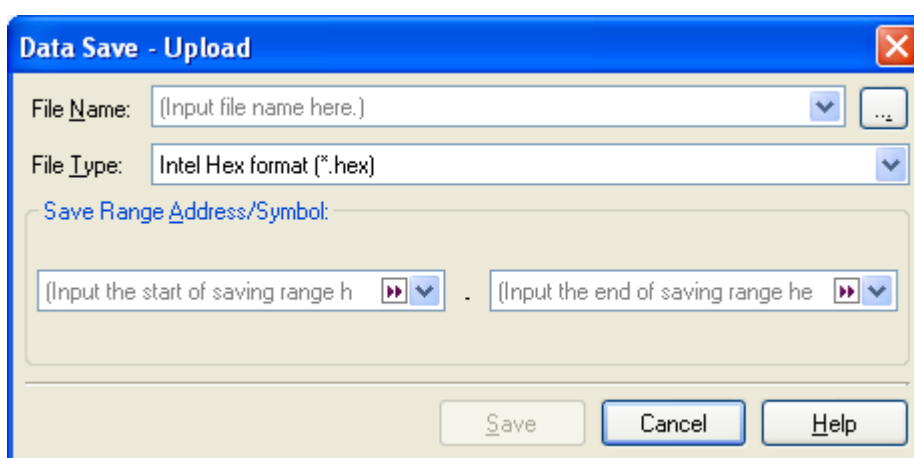 Data Save - Upload
File Name: (Input file name here.) ...
File Type: Intel Hex format (*.hex)
Save Range Address/Symbol:
(Input the start of saving range h - (Input the end of saving range he
Save Cancel Help